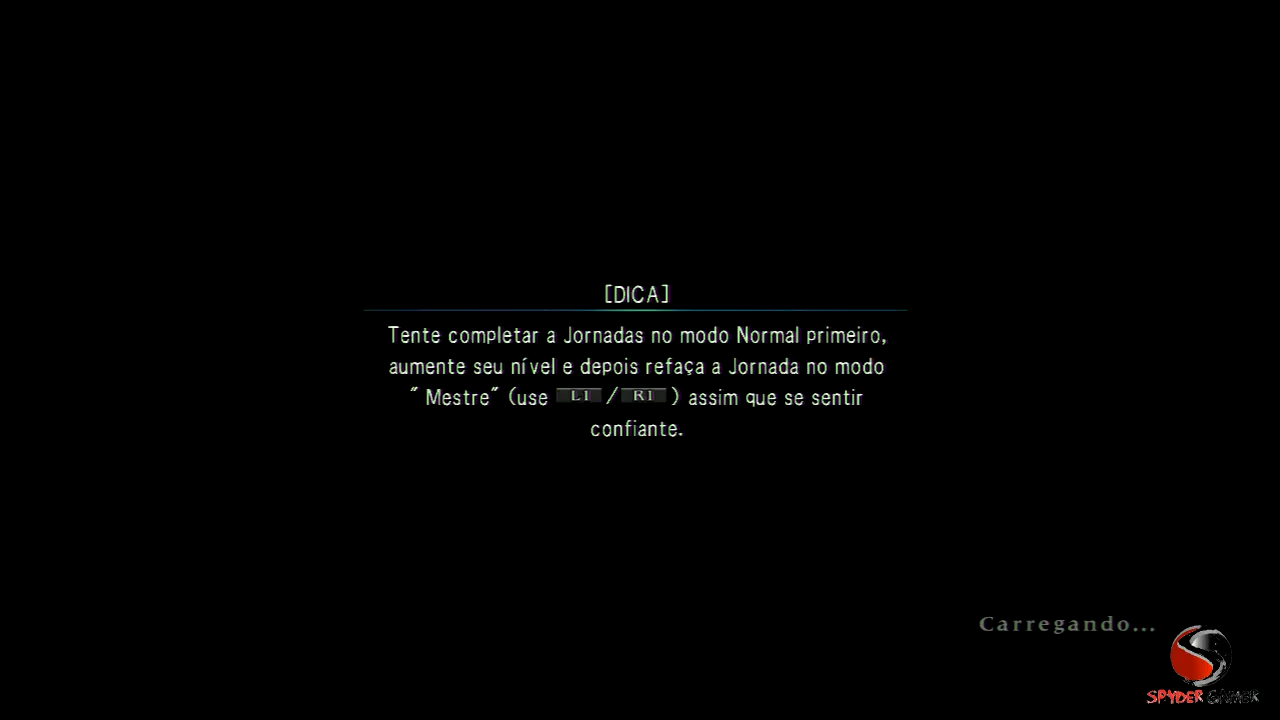 [DICA]
Tente completar a Jornadas no modo Normal primeiro,
aumente seu nível e depois refaça a Jornada no modo
" Mestre" (use L1 / R1 ) assim que se sentir
confiante.
Carregando...
SPYDER GAMER